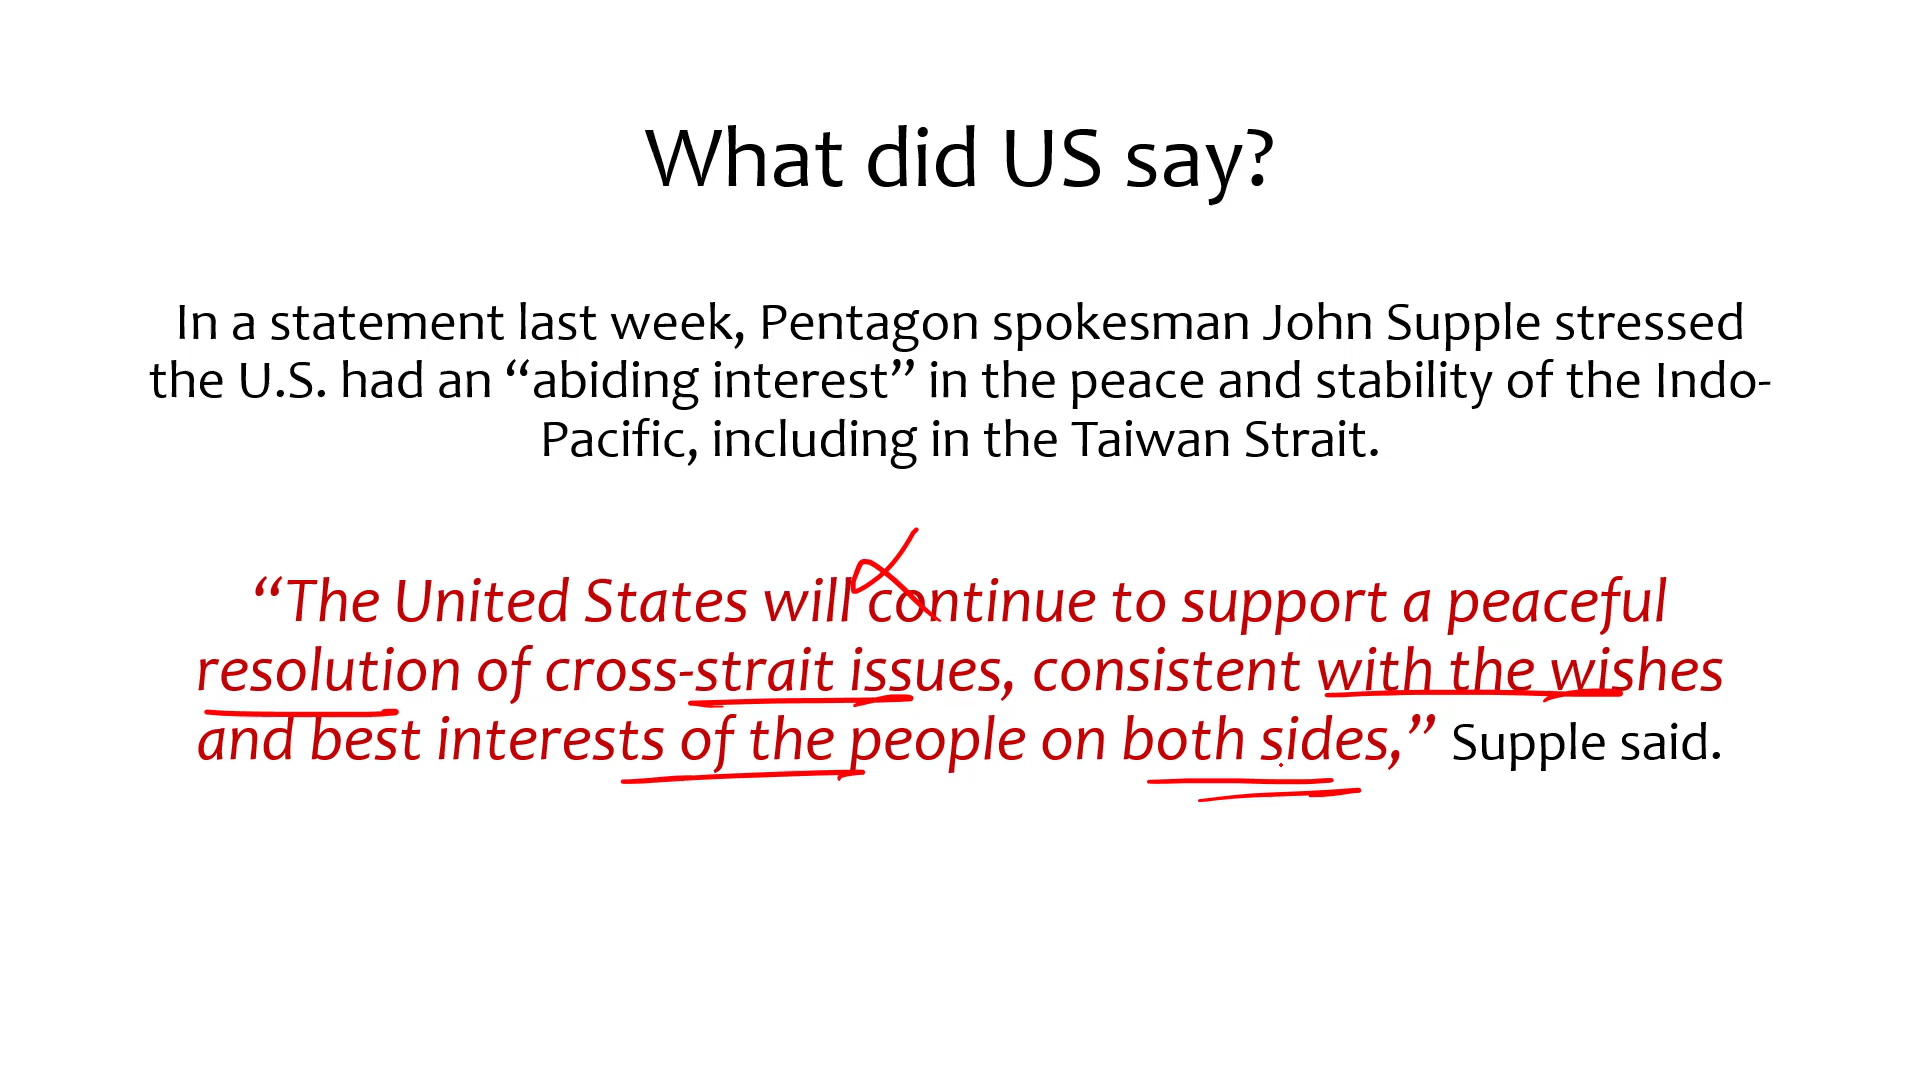 What did US say?
In a statement last week, Pentagon spokesman John Supple stressed
the U.S. had an “abiding interest” in the peace and stability of the Indo-
Pacific, including in the Taiwan Strait.
“The United States will continue to support a peaceful
resolution of cross-strait issues, consistent with the wishes
and best interests of the people on both sides,” Supple said.